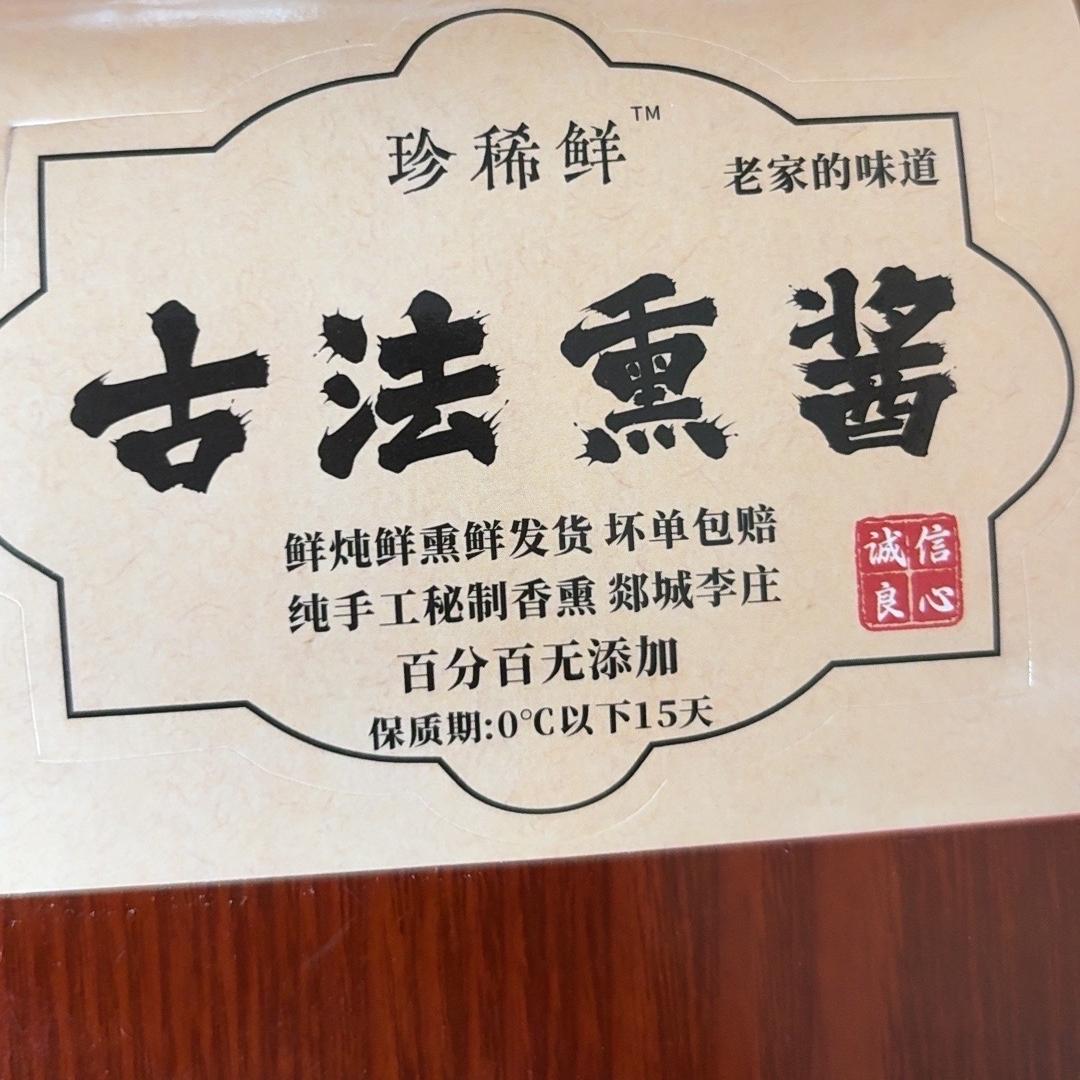 珍稀鲜™
老家的味道
古法熏酱
鲜炖鲜熏鲜发货 坏单包赔
纯手工秘制香熏 郯城李庄
百分百无添加
保质期:0℃以下15天
诚信
良心